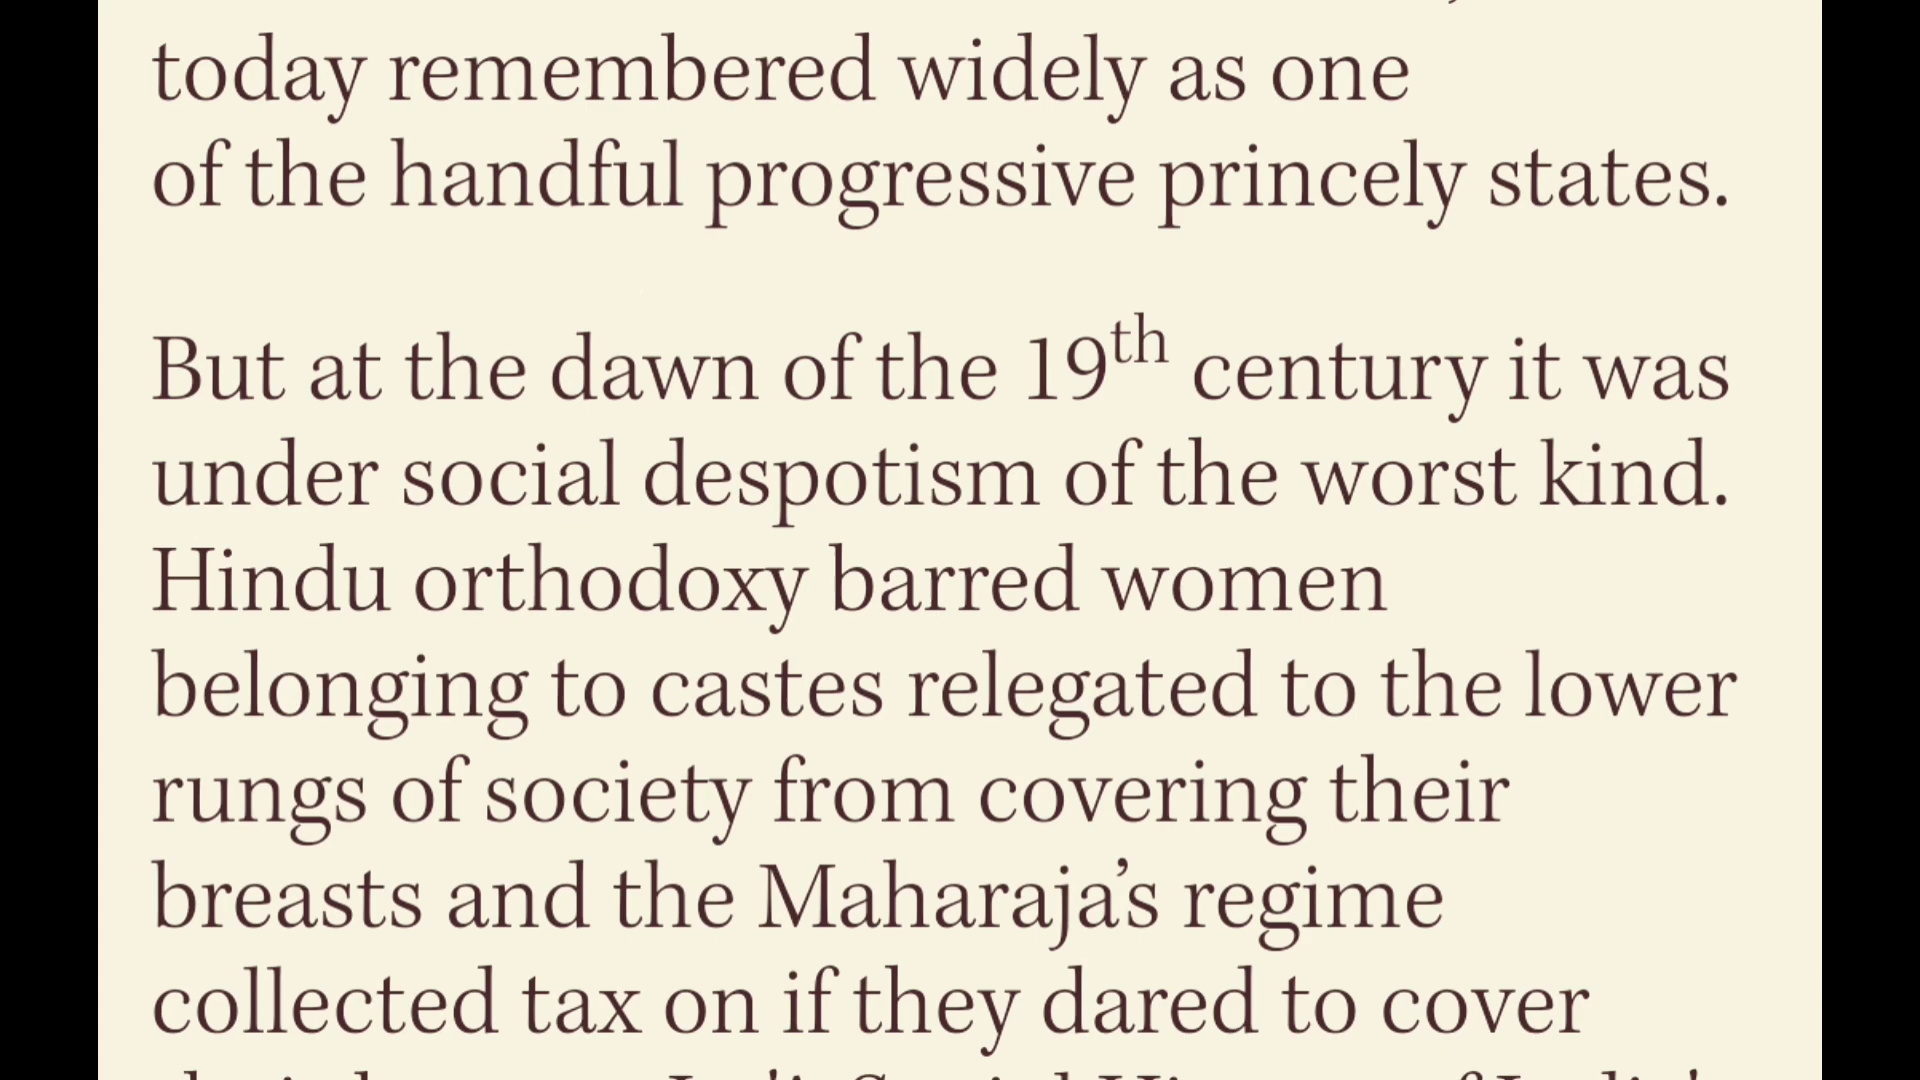 today remembered widely as one
of the handful progressive princely states.
But at the dawn of the 19th century it was
under social despotism of the worst kind.
Hindu orthodoxy barred women
belonging to castes relegated to the lower
rungs of society from covering their
breasts and the Maharaja’s regime
collected tax on if they dared to cover